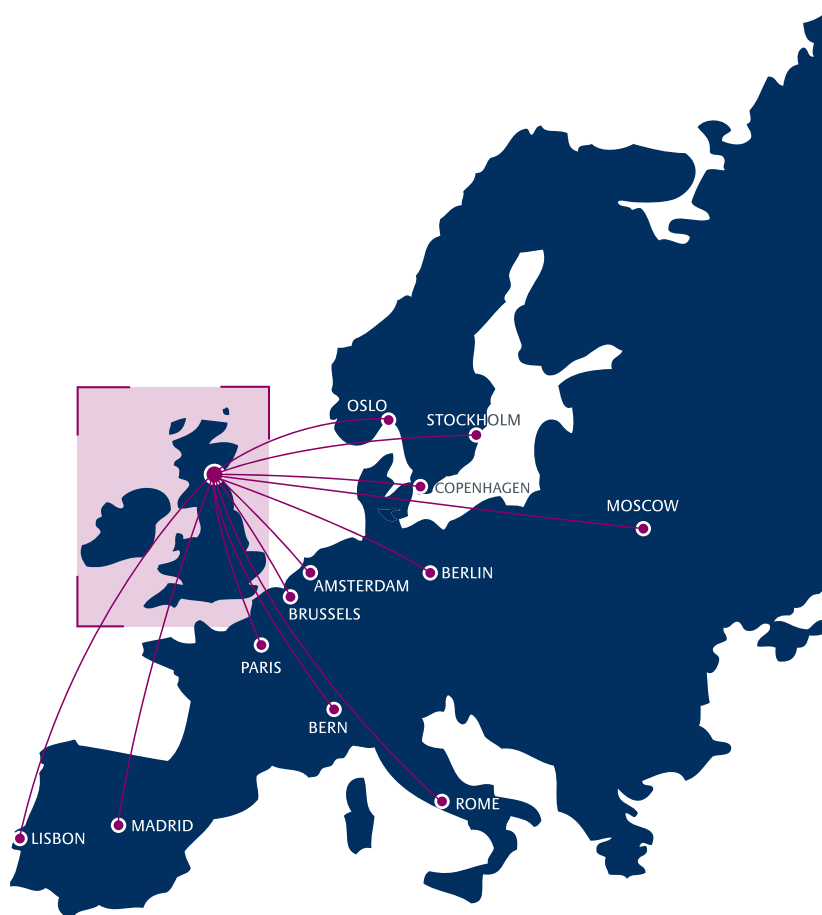 OSLO
STOCKHOLM
COPENHAGEN
MOSCOW
BERLIN
AMSTERDAM
BRUSSELS
PARIS
BERN
ROME
MADRID
LISBON